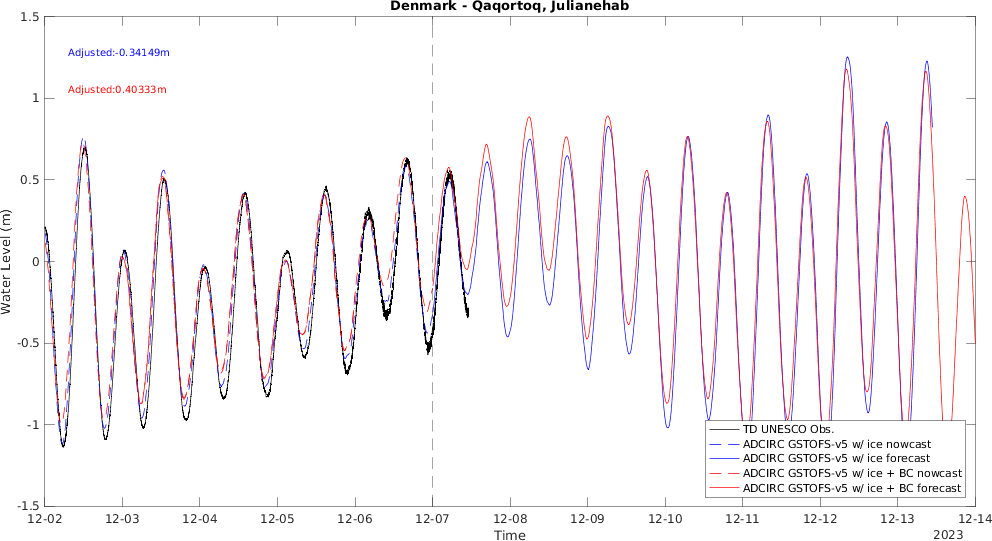 Denmark - Qaqortoq, Julianehab
1.5
Adjusted:-0.34149m
1
Adjusted:0.40333m
0.5
0
-0.5
-1
-1.5
Water Level (m)
TD UNESCO Obs.
ADCIRC GSTOFS-v5 w/ ice nowcast
ADCIRC GSTOFS-v5 w/ ice forecast
ADCIRC GSTOFS-v5 w/ ice + BC nowcast
ADCIRC GSTOFS-v5 w/ ice + BC forecast
12-02 12-03 12-04 12-05 12-06 12-07 12-08 12-09 12-10 12-11 12-12 12-13 12-14
Time
2023